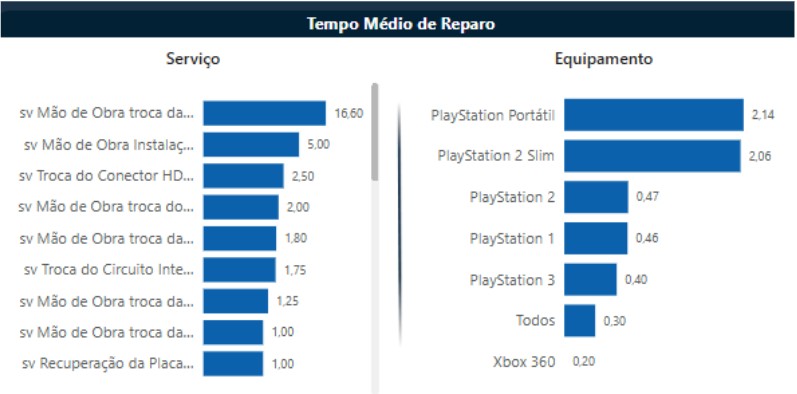 Tempo Médio de Reparo
Serviço
sv Mão de Obra troca da... 16,60
sv Mão de Obra Instalaç... 5,00
sv Troca do Conector HD... 2,50
sv Mão de Obra troca do... 2,00
sv Mão de Obra troca da... 1,80
sv Troca do Circuito Inte... 1,75
sv Mão de Obra troca da... 1,25
sv Mão de Obra troca da... 1,00
sv Recuperação da Placa... 1,00
Equipamento
PlayStation Portátil 2,14
PlayStation 2 Slim 2,06
PlayStation 2 0,47
PlayStation 1 0,46
PlayStation 3 0,40
Todos 0,30
Xbox 360 0,20